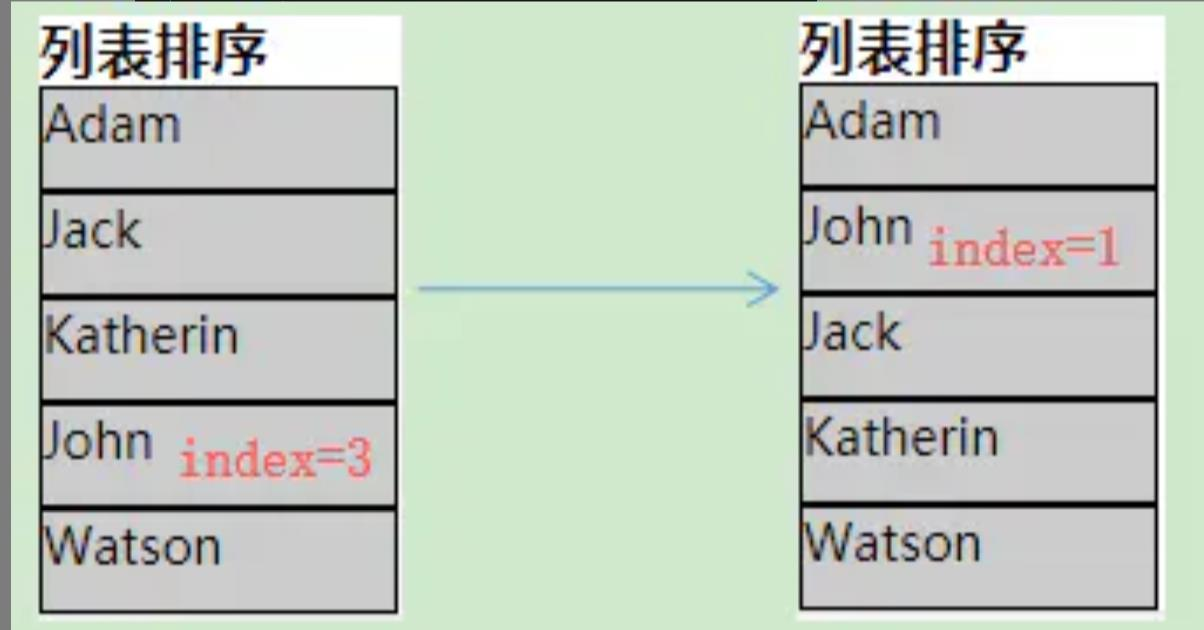 列表排序
Adam
Jack
Katherin
John index=3
Watson
列表排序
Adam
John index=1
Jack
Katherin
Watson